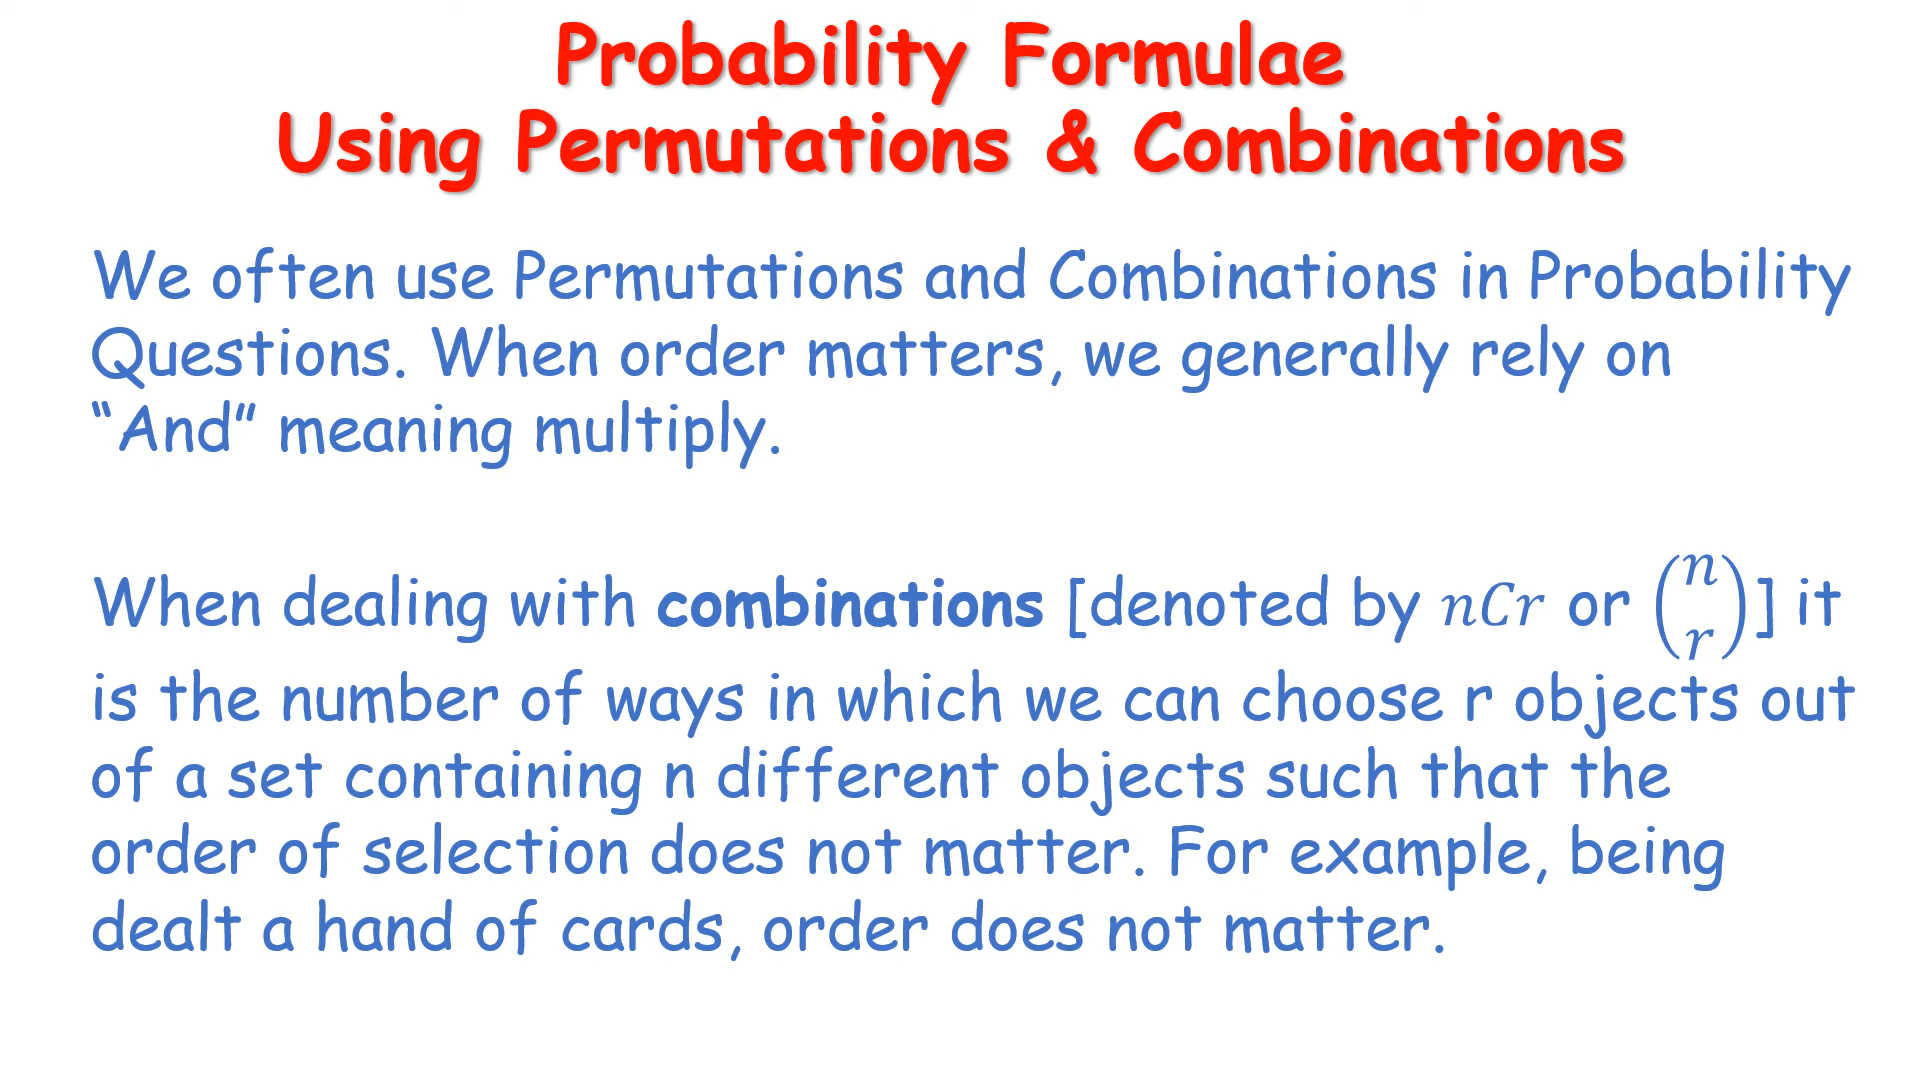 Probability Formulae
Using Permutations & Combinations
We often use Permutations and Combinations in Probability
Questions. When order matters, we generally rely on
“And” meaning multiply.
When dealing with combinations [denoted by nCr or (n r)] it
is the number of ways in which we can choose r objects out
of a set containing n different objects such that the
order of selection does not matter. For example, being
dealt a hand of cards, order does not matter.